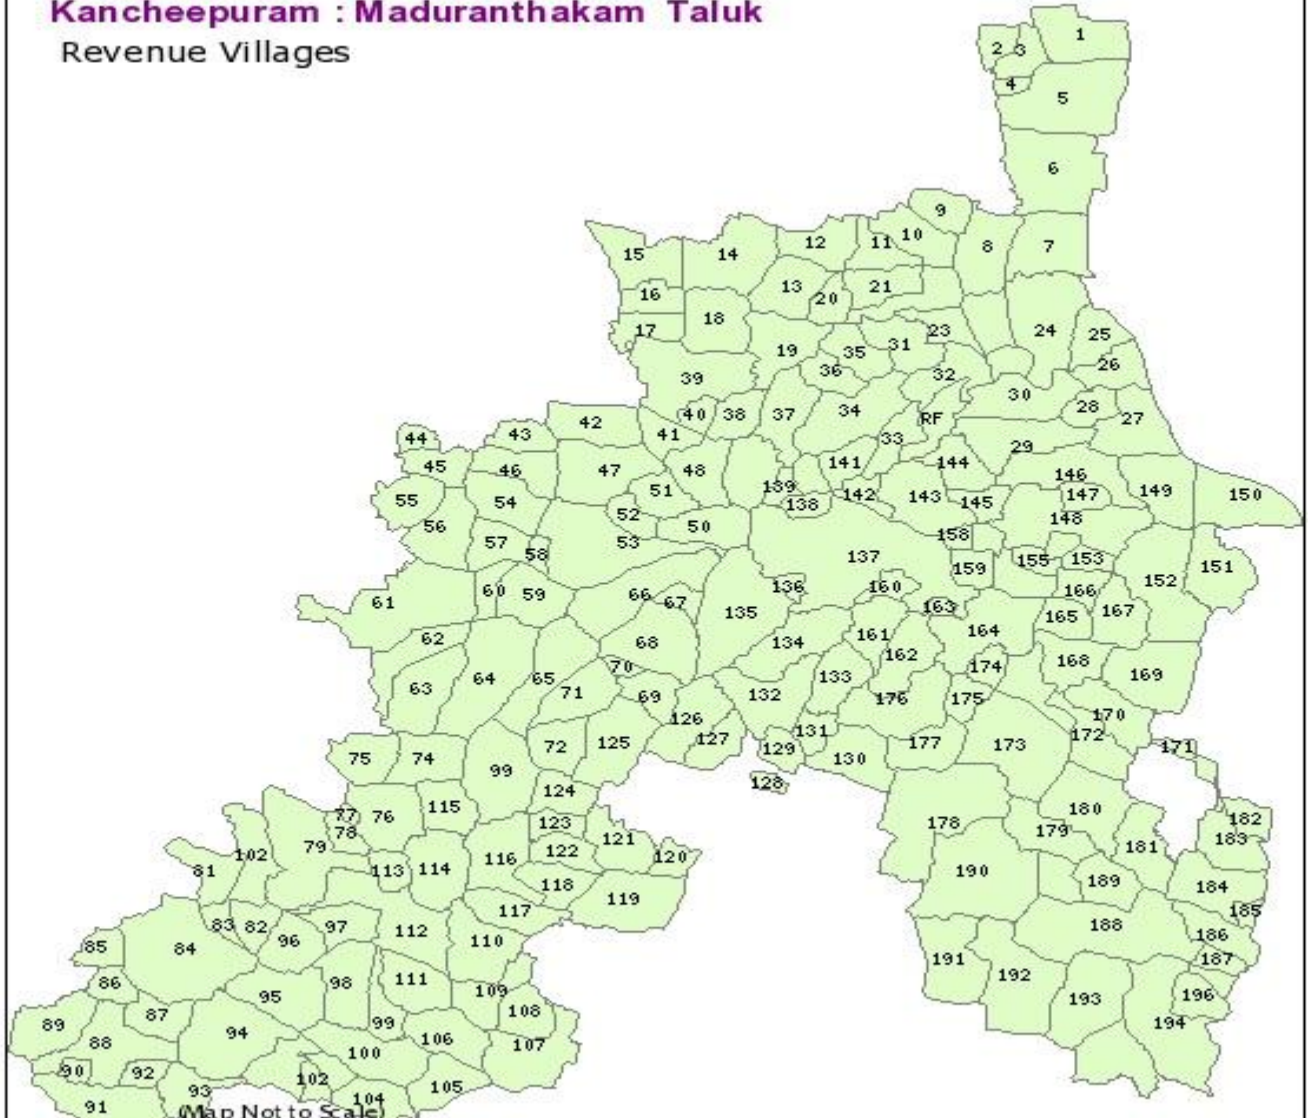 Kancheepuram : Maduranthakam Taluk
Revenue Villages
1
2 3
4
5
6
9
15 14 12 11 10 8 7
16 13 20 21
17 18 23 24 25
19 35 31 26
39 36 32
30
40 38 37 34 RF 28 27
42 41 33
44 43 29
45 46 47 48 141 144 146
55 54 51 139 142 143 145 147 149 150
138
56 52 50 148
57 58 53 137 158 155 153 151
159 152
61 60 59 66 67 136 160 166
135 163 165 167
62 68 134 161 164
162
63 64 65 70 71 133 174 168 169
69 132 176 175
126 170
75 74 72 125 127 129 131 177 173 172 171
99 130
124 128
77 76 115 180 182
79 78 123 121 178 179 183
81 102 116 122 120 181
113 114 118 190 189 184
119
83 82 97 117 188 185
85 84 96 112 110 186
86 98 111 191 187
95 109 192 193 196
89 87 99 108 194
88 94 106
100 107
90 92 102 105
91 93 104
(Map Not to Scale)